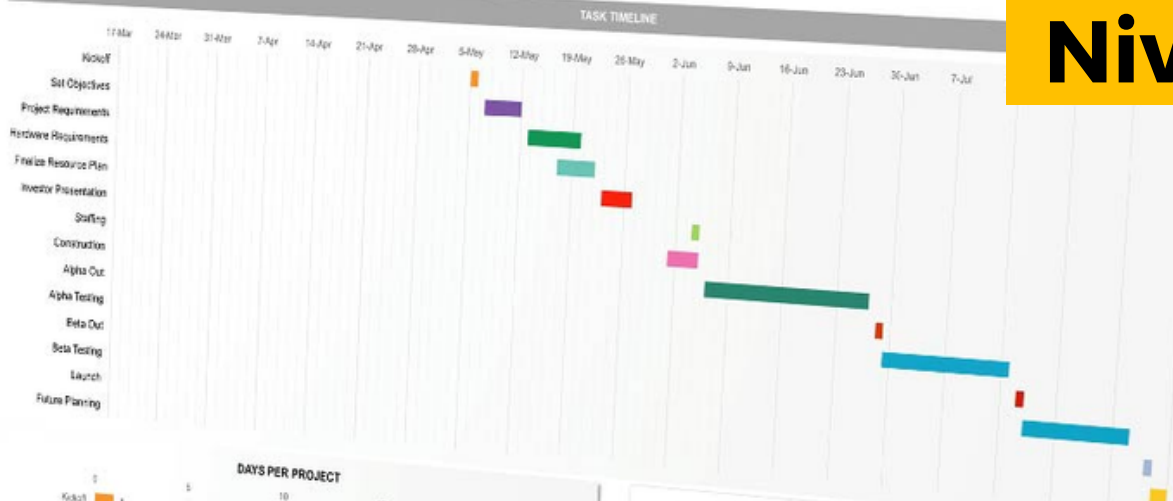 TASK TIMELINE
Niv
17-Mar 24-Mar 31-Mar 7-Apr 14-Apr 21-Apr 28-Apr 5-May 12-May 19-May 26-May 2-Jun 9-Jun 16-Jun 23-Jun 30-Jun 7-Jul
Kickoff
Set Objectives
Project Requirements
Hardware Requirements
Finalize Resource Plan
Investor Presentation
Staffing
Construction
Alpha Out
Alpha Testing
Beta Out
Beta Testing
Launch
Future Planning
DAYS PER PROJECT
0 5 10
Kickoff